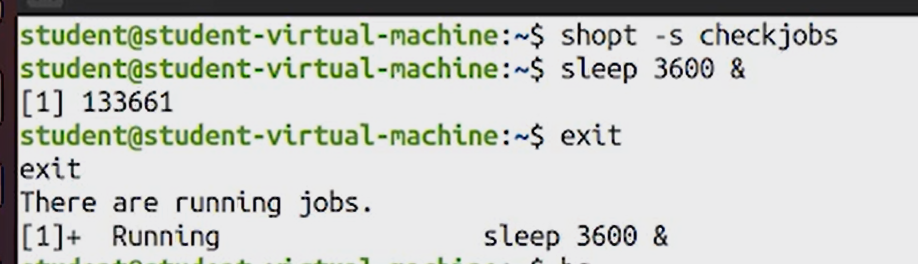 student@student-virtual-machine:~$ shopt -s checkjobs
student@student-virtual-machine:~$ sleep 3600 &
[1] 133661
student@student-virtual-machine:~$ exit
exit
There are running jobs.
[1]+  Running                 sleep 3600 &